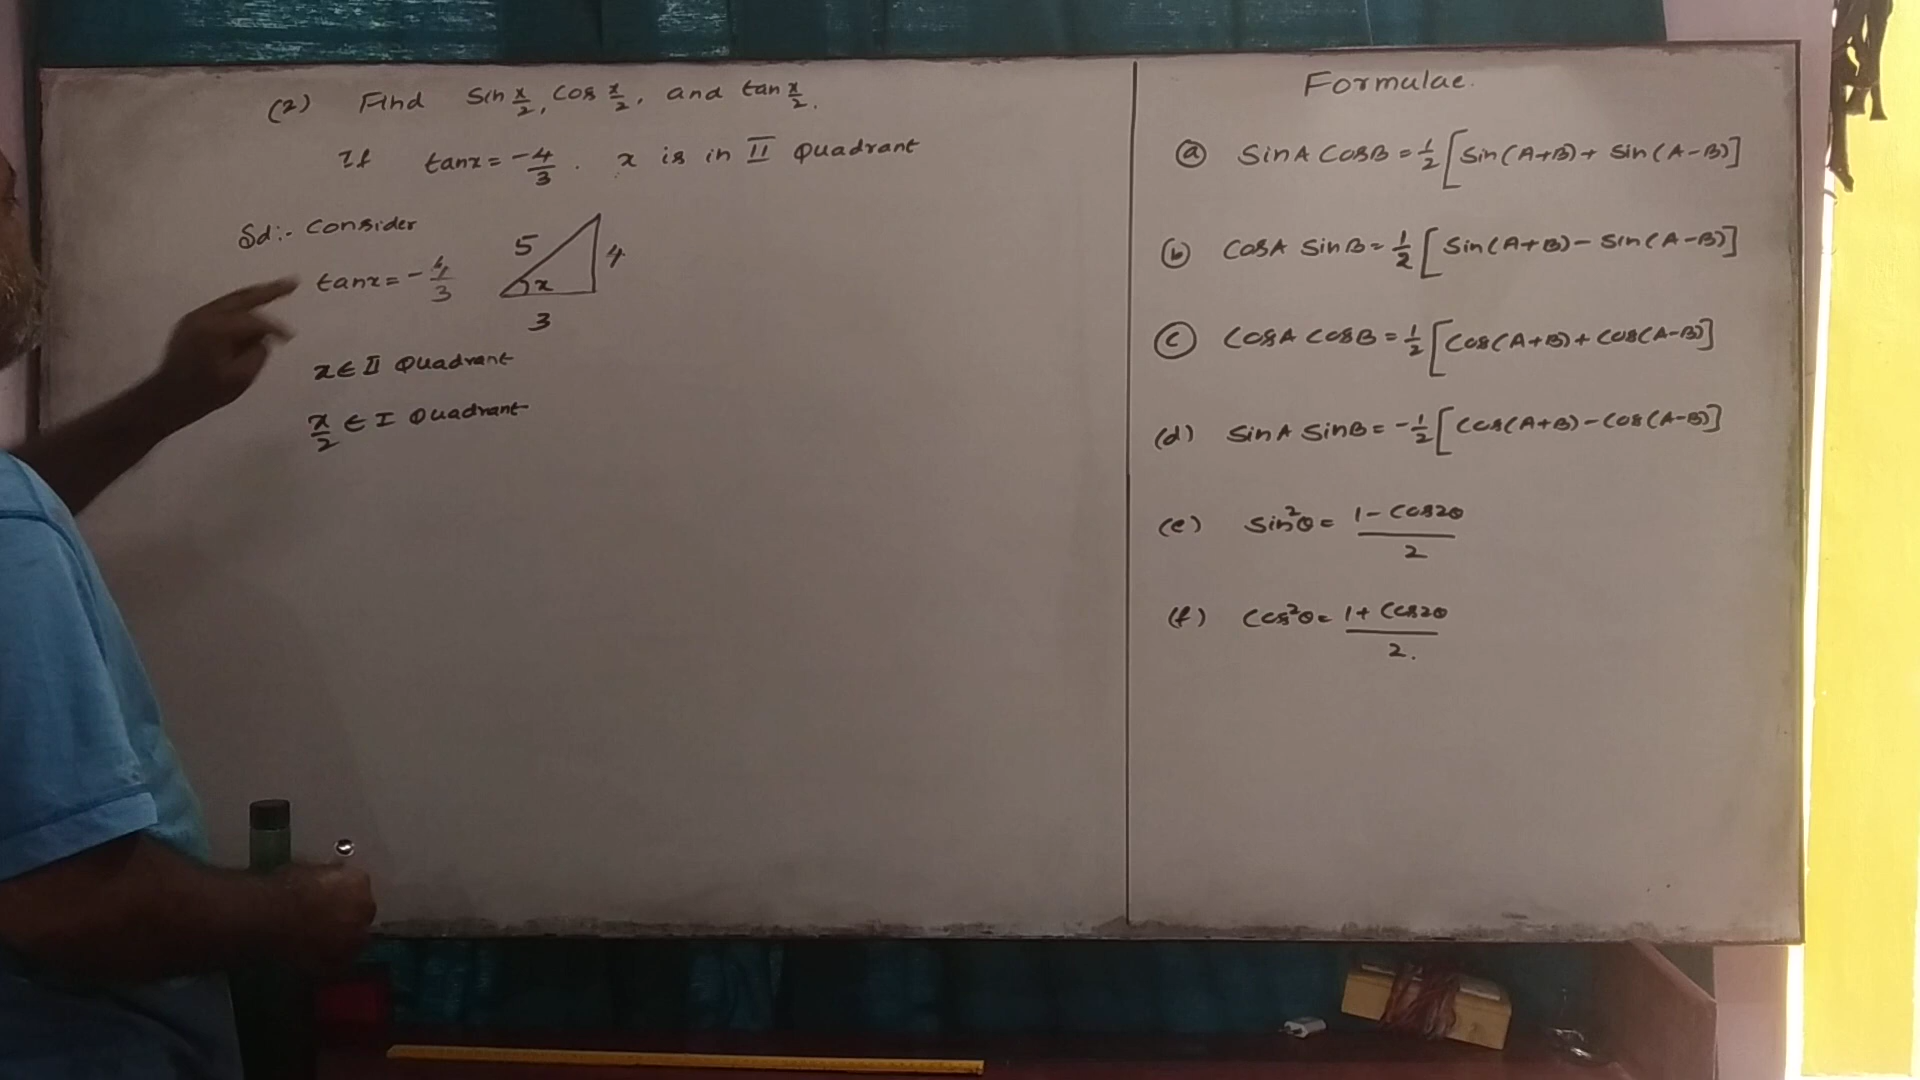 (2) Find Sin x/2, Cos x/2, and tan x/2.
If tanx = -4/3. x is in II Quadrant
Sol:- Consider
tanx = -4/3
5
4
x
3
x ∈ II Quadrant
x/2 ∈ I Quadrant
Formulae.
(a) SinA CosB = 1/2 [Sin(A+B) + Sin(A-B)]
(b) CosA SinB = 1/2 [Sin(A+B) - Sin(A-B)]
(c) CosA CosB = 1/2 [Cos(A+B) + Cos(A-B)]
(d) SinA SinB = -1/2 [Cos(A+B) - Cos(A-B)]
(e) Sin²θ = 1 - Cos2θ / 2
(f) Cos²θ = 1 + Cos2θ / 2.